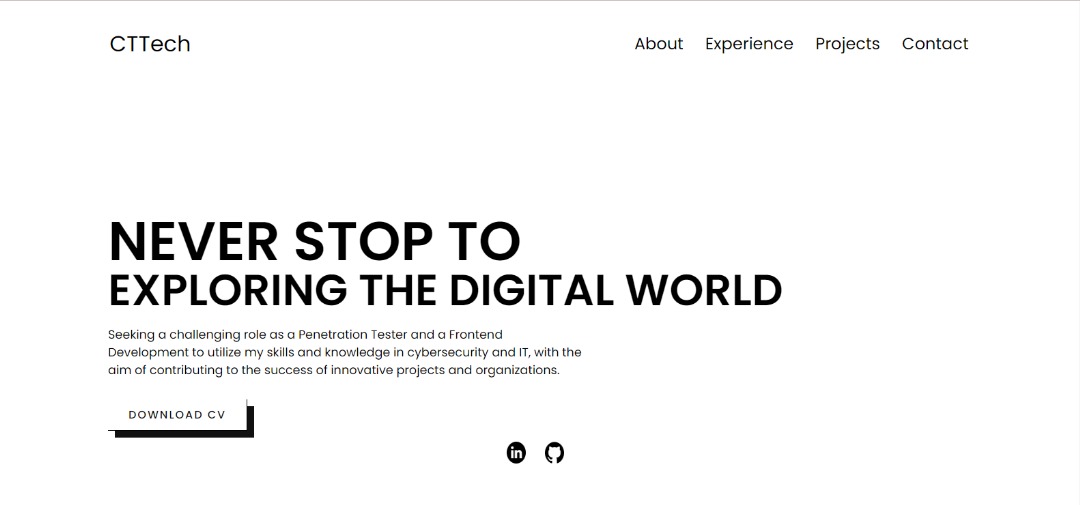 CTTech
About Experience Projects Contact
NEVER STOP TO
EXPLORING THE DIGITAL WORLD
Seeking a challenging role as a Penetration Tester and a Frontend
Development to utilize my skills and knowledge in cybersecurity and IT, with the
aim of contributing to the success of innovative projects and organizations.
DOWNLOAD CV
in